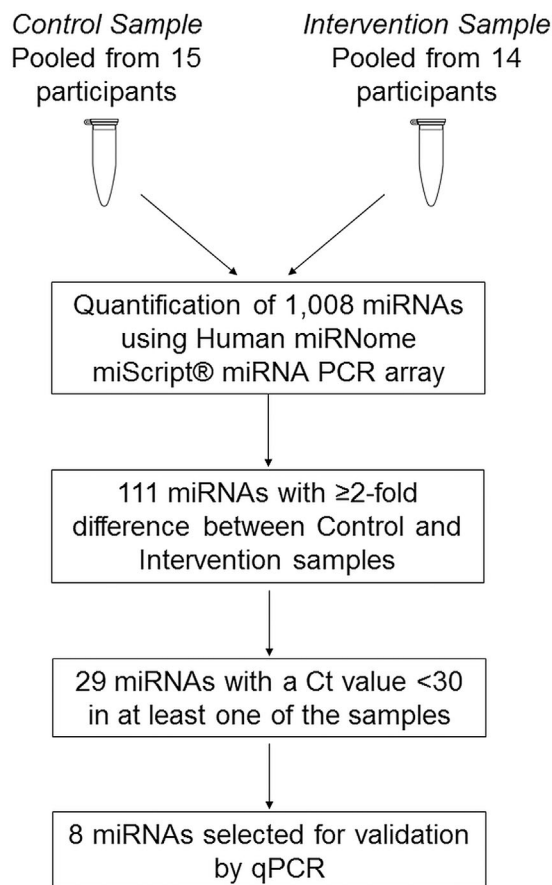 Control Sample
Pooled from 15
participants
Intervention Sample
Pooled from 14
participants
Quantification of 1,008 miRNAs
using Human miRNome
miScript® miRNA PCR array
111 miRNAs with ≥2-fold
difference between Control and
Intervention samples
29 miRNAs with a Ct value <30
in at least one of the samples
8 miRNAs selected for validation
by qPCR